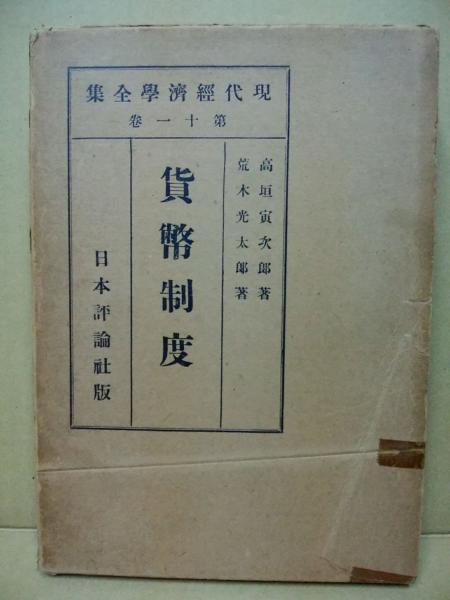 現代經濟學全集
第十一卷
高垣寅次郎著
荒木光太郎著
貨幣制度
日本評論社版